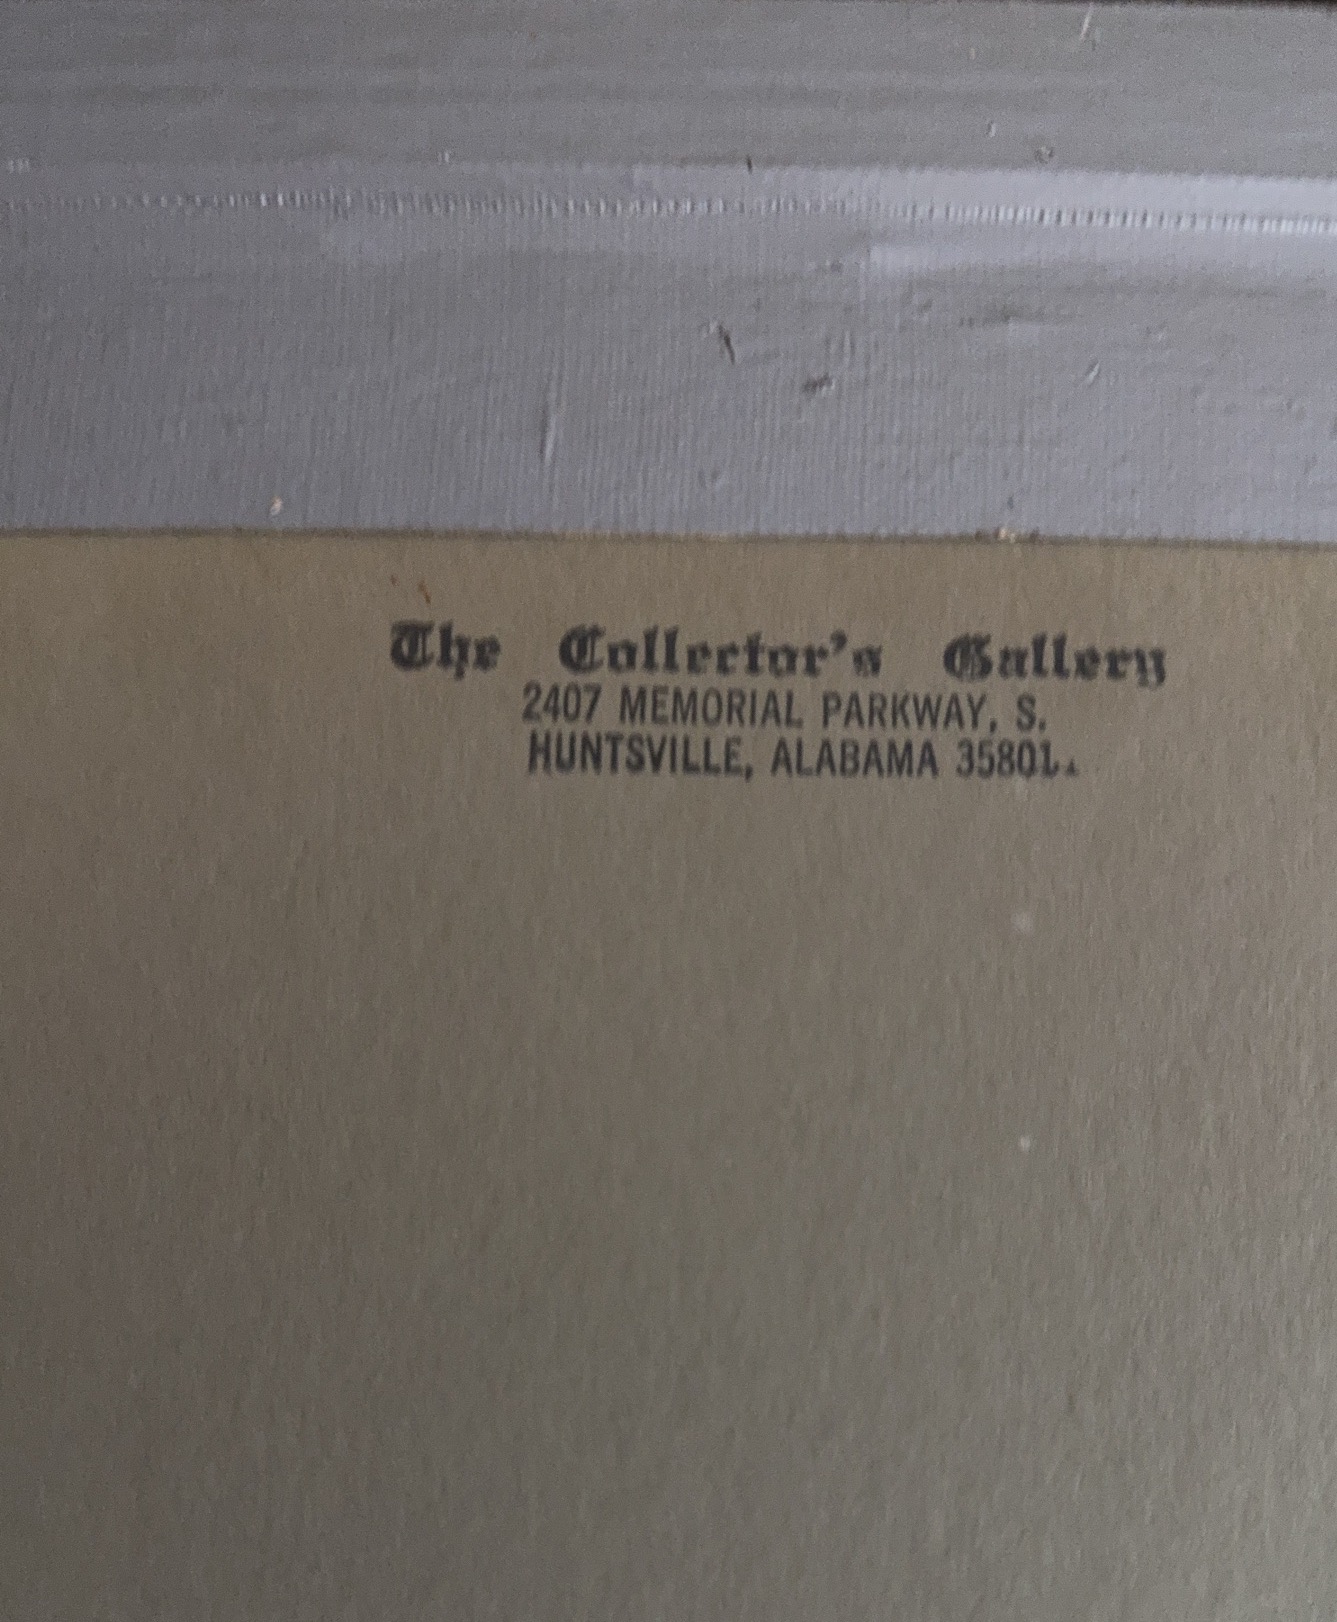 The Collector's Gallery
2407 MEMORIAL PARKWAY, S.
HUNTSVILLE, ALABAMA 35801.